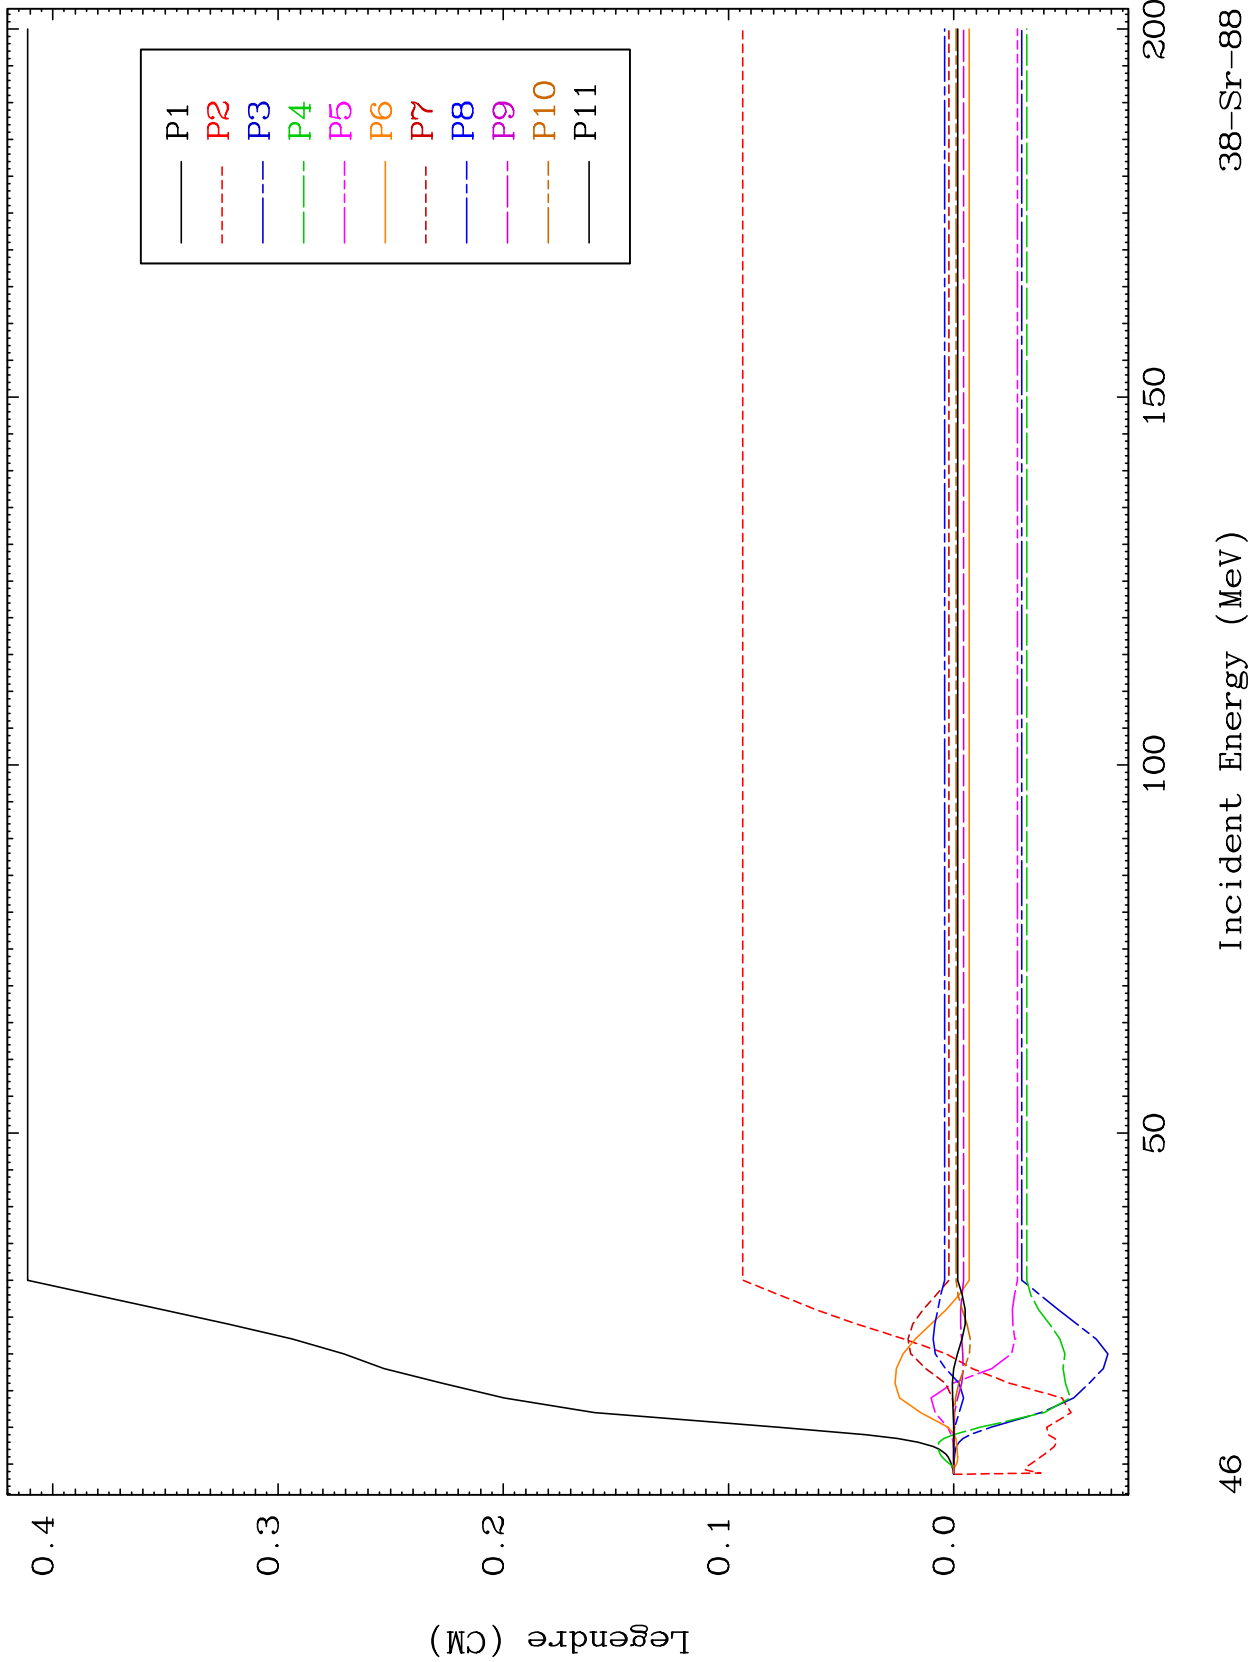 Legendre (CM)
0.4
0.3
0.2
0.1
0.0
P1
P2
P3
P4
P5
P6
P7
P8
P9
P10
P11
50
100
150
200
46
Incident Energy (MeV)
38-Sr-88